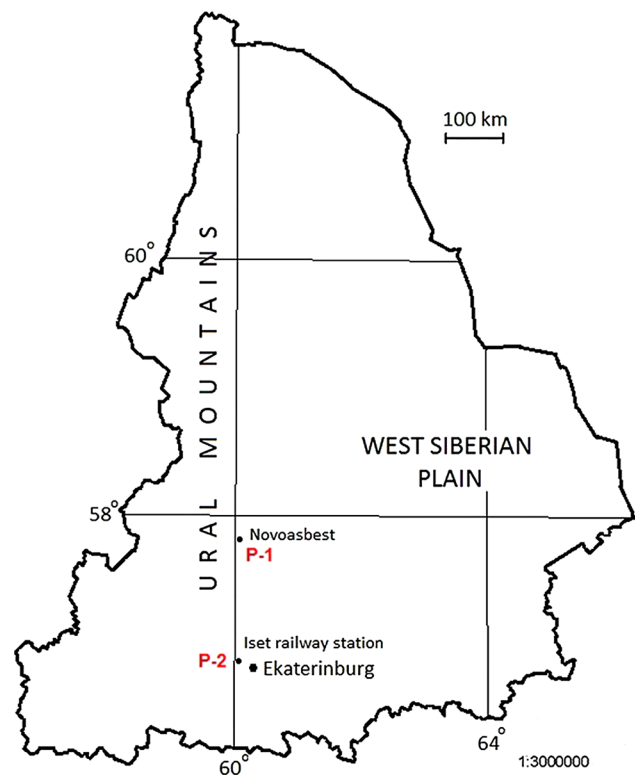 100 km
60°
URAL MOUNTAINS
WEST SIBERIAN
PLAIN
58°
Novoasbest
P-1
Iset railway station
P-2
Ekaterinburg
60°
64°
1:3000000